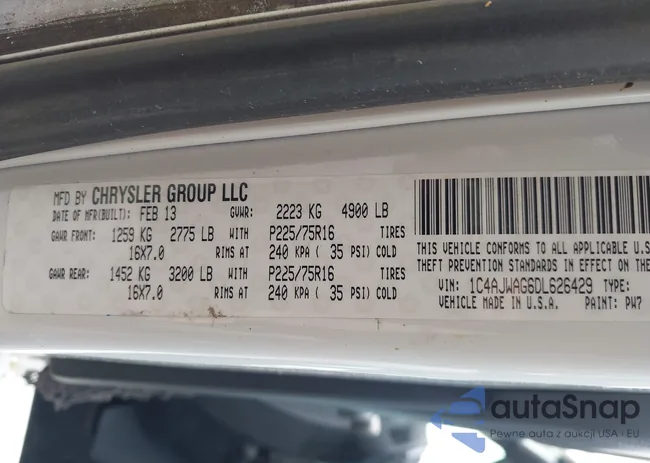 MFD BY CHRYSLER GROUP LLC
DATE OF MFR(BUILT): FEB 13 GVWR: 2223 KG 4900 LB
GAWR FRONT: 1259 KG 2775 LB WITH P225/75R16 TIRES
16X7.0 RIMS AT 240 KPA ( 35 PSI) COLD
GAWR REAR: 1452 KG 3200 LB WITH P225/75R16 TIRES
16X7.0 RIMS AT 240 KPA ( 35 PSI) COLD
THIS VEHICLE CONFORMS TO ALL APPLICABLE U.S
THEFT PREVENTION STANDARDS IN EFFECT ON THE
VIN: 1C4AJWAG6DL626429 TYPE:
VEHICLE MADE IN U.S.A. PAINT: PW7
autaSnap
Pewne auta z aukcji USA i EU